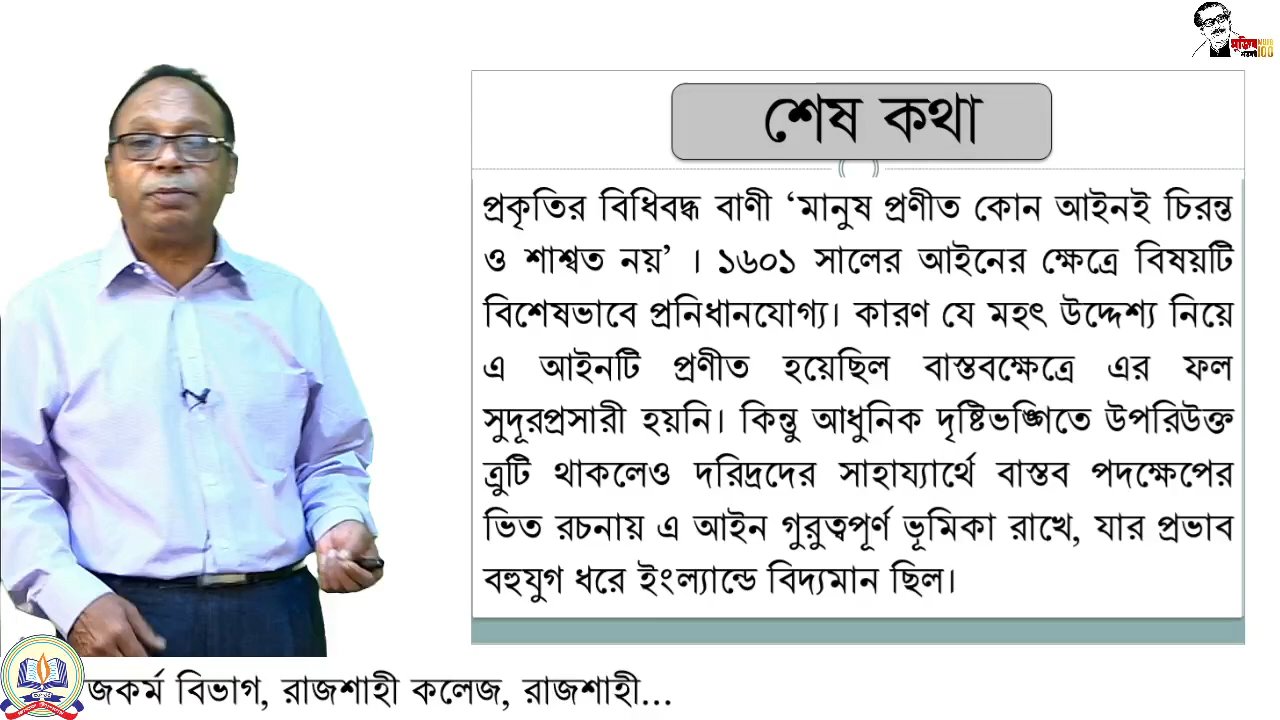 শেষ কথা
প্রকৃতির বিধিবদ্ধ বাণী ‘মানুষ প্রণীত কোন আইনই চিরন্ত
ও শাশ্বত নয়’ । ১৬০১ সালের আইনের ক্ষেত্রে বিষয়টি
বিশেষভাবে প্রনিধানযোগ্য। কারণ যে মহৎ উদ্দেশ্য নিয়ে
এ আইনটি প্রণীত হয়েছিল বাস্তবক্ষেত্রে এর ফল
সুদূরপ্রসারী হয়নি। কিন্তু আধুনিক দৃষ্টিভঙ্গিতে উপরিউক্ত
ত্রুটি থাকলেও দরিদ্রদের সাহায্যার্থে বাস্তব পদক্ষেপের
ভিত রচনায় এ আইন গুরুত্বপূর্ণ ভূমিকা রাখে, যার প্রভাব
বহুযুগ ধরে ইংল্যান্ডে বিদ্যমান ছিল।
জকর্ম বিভাগ, রাজশাহী কলেজ, রাজশাহী...